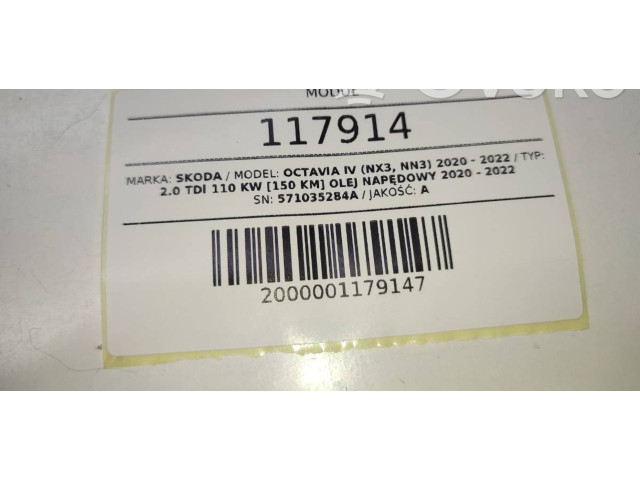 MODUŁ
117914
MARKA: SKODA / MODEL: OCTAVIA IV (NX3, NN3) 2020 - 2022 / TYP:
2.0 TDI 110 KW [150 KM] OLEJ NAPĘDOWY 2020 - 2022
SN: 571035284A / JAKOŚĆ: A
2000001179147